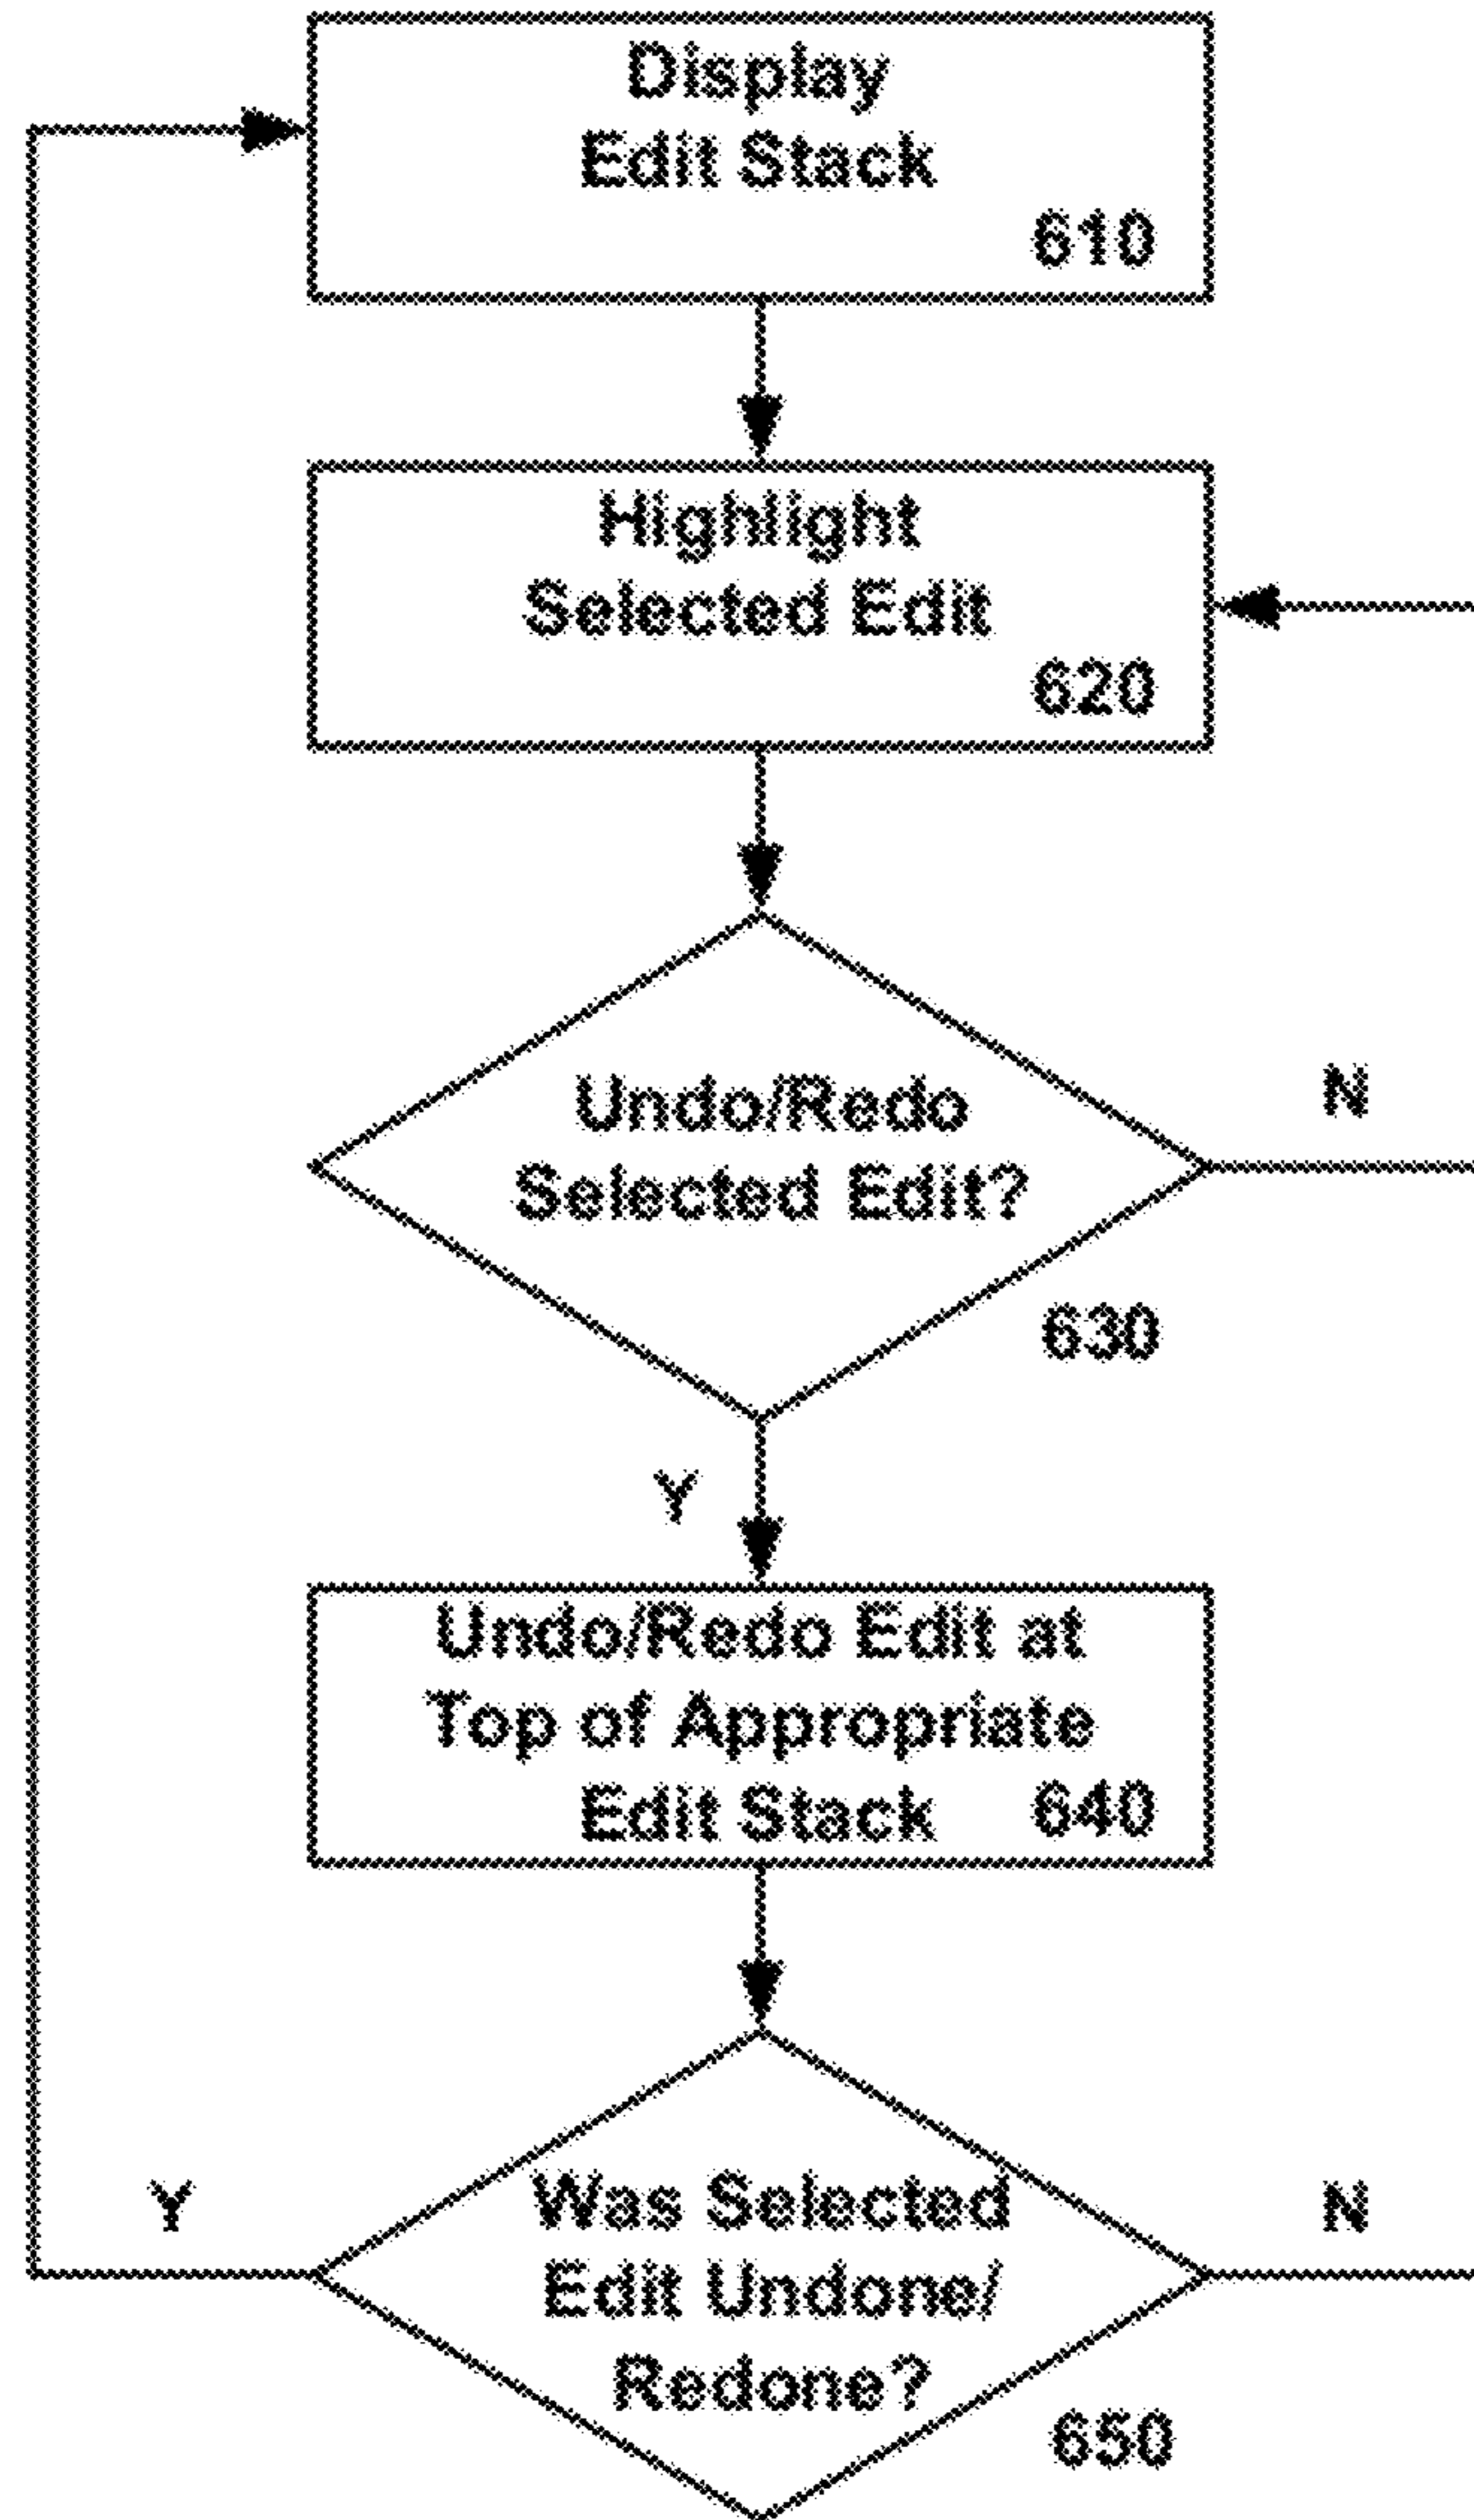 Display
Edit Stack
610
Highlight
Selected Edit
620
Undo/Redo
Selected Edit?
N
630
Y
Undo/Redo Edit at
Top of Appropriate
Edit Stack 640
Y
Was Selected
N
Edit Undone/
Redone?
650